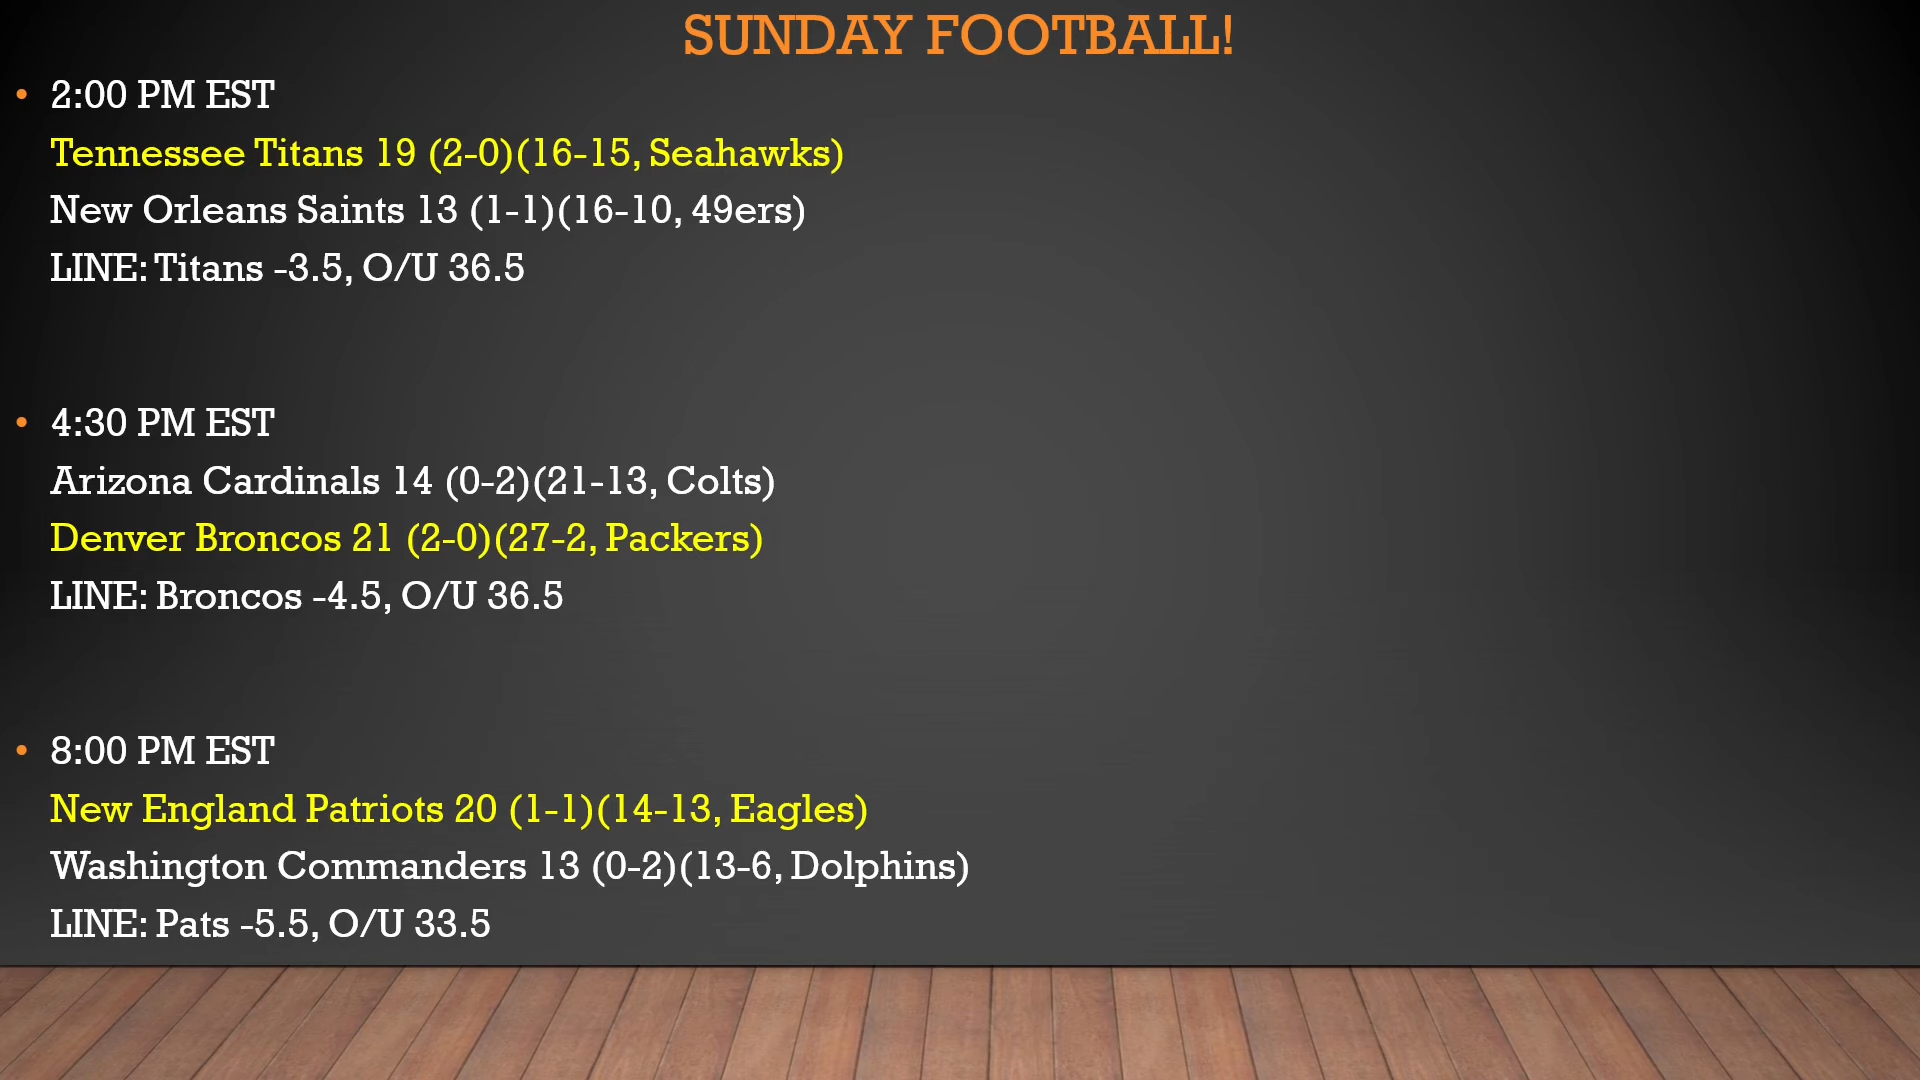 SUNDAY FOOTBALL!
• 2:00 PM EST
Tennessee Titans 19 (2-0)(16-15, Seahawks)
New Orleans Saints 13 (1-1)(16-10, 49ers)
LINE: Titans -3.5, O/U 36.5
• 4:30 PM EST
Arizona Cardinals 14 (0-2)(21-13, Colts)
Denver Broncos 21 (2-0)(27-2, Packers)
LINE: Broncos -4.5, O/U 36.5
• 8:00 PM EST
New England Patriots 20 (1-1)(14-13, Eagles)
Washington Commanders 13 (0-2)(13-6, Dolphins)
LINE: Pats -5.5, O/U 33.5